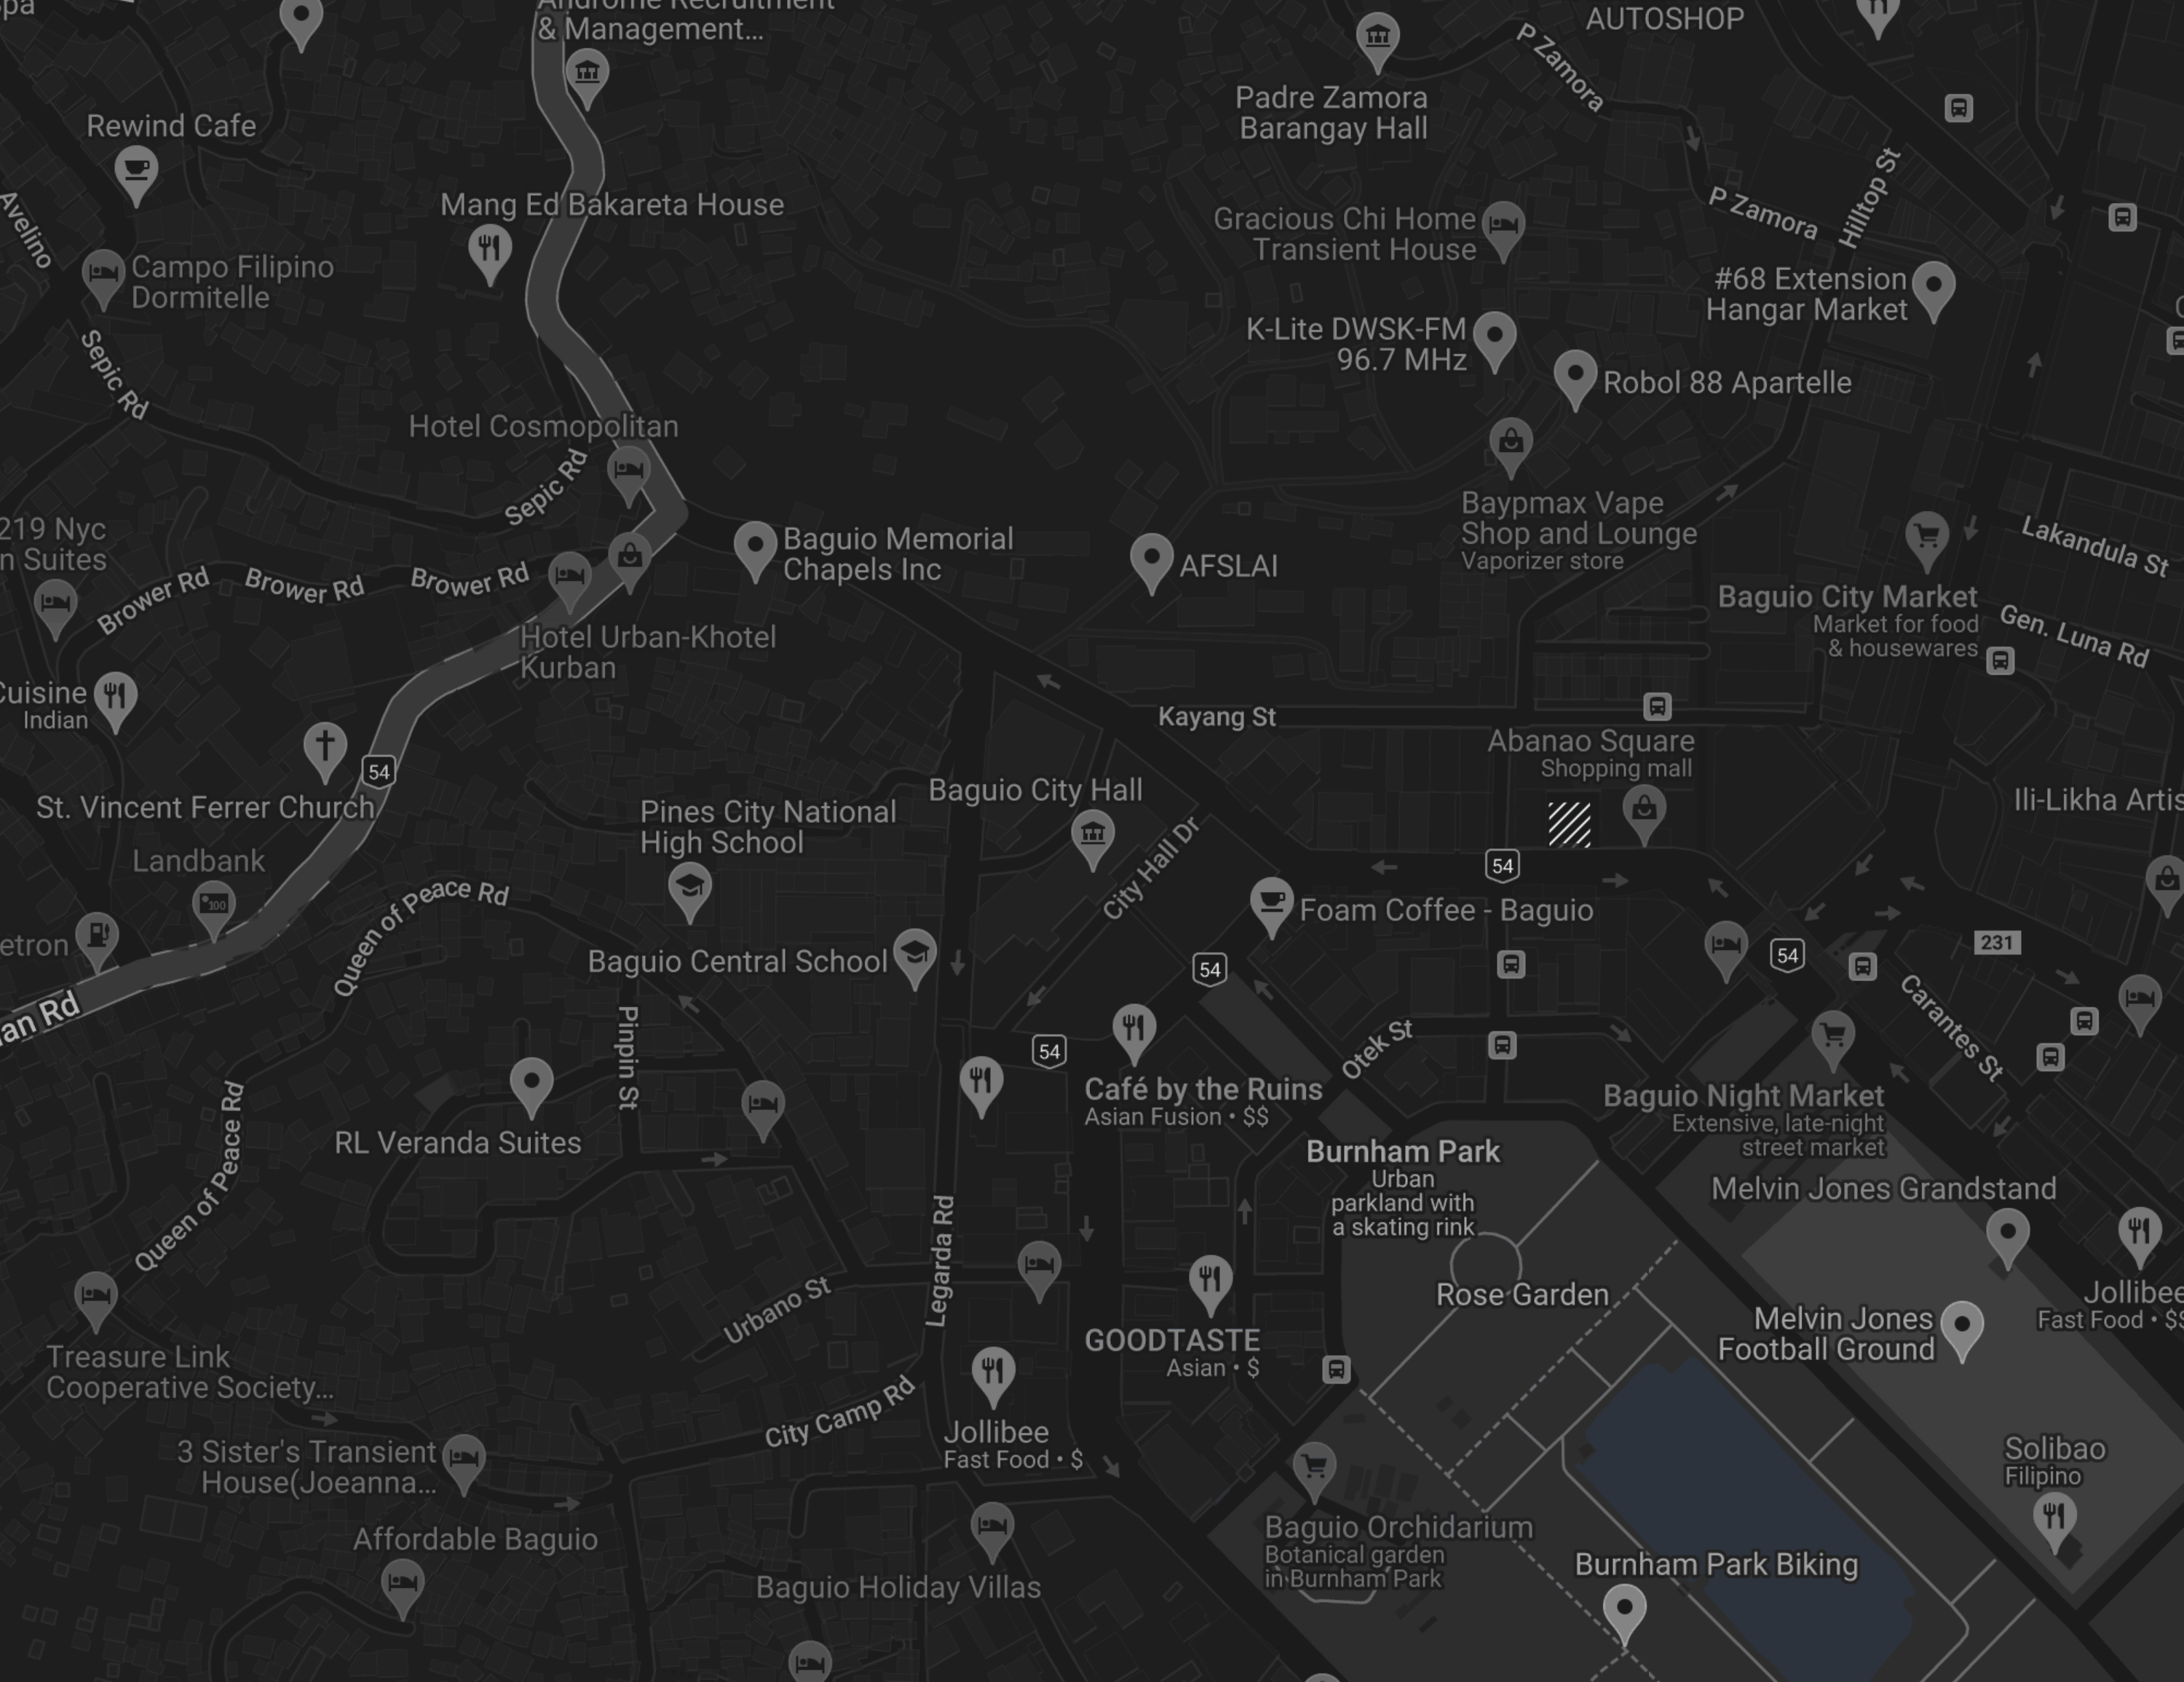 & Management...
AUTOSHOP
P Zamora
Padre Zamora
Barangay Hall
Rewind Cafe
Hilltop St
P Zamora
Mang Ed Bakareta House
Avelino
Gracious Chi Home
Transient House
Campo Filipino
Dormitelle
#68 Extension
Hangar Market
K-Lite DWSK-FM
96.7 MHz
Robol 88 Apartelle
Sepic Rd
Hotel Cosmopolitan
Sepic Rd
Baypmax Vape
Shop and Lounge
Vaporizer store
219 Nyc
n Suites
Baguio Memorial
Chapels Inc
AFSLAI
Lakandula St
Brower Rd
Brower Rd
Brower Rd
Baguio City Market
Market for food
& housewares
Gen. Luna Rd
Hotel Urban-Khotel
Kurban
Cuisine
Indian
Kayang St
Abanao Square
Shopping mall
54
St. Vincent Ferrer Church
Pines City National
High School
Baguio City Hall
Ili-Likha Artis
Landbank
100
City Hall Dr
54
Queen of Peace Rd
Foam Coffee - Baguio
etron
Baguio Central School
54
54
231
an Rd
Pinpin St
54
Otek St
Carantes St
Café by the Ruins
Asian Fusion • $$
Baguio Night Market
Extensive, late-night
street market
RL Veranda Suites
Burnham Park
Urban
parkland with
a skating rink
Queen of Peace Rd
Melvin Jones Grandstand
Legarda Rd
Rose Garden
Jollibee
Fast Food • $$
Urbano St
GOODTASTE
Asian • $
Melvin Jones
Football Ground
Treasure Link
Cooperative Society...
City Camp Rd
Jollibee
Fast Food • $
3 Sister's Transient
House(Joeanna...
Solibao
Filipino
Affordable Baguio
Baguio Orchidarium
Botanical garden
in Burnham Park
Baguio Holiday Villas
Burnham Park Biking